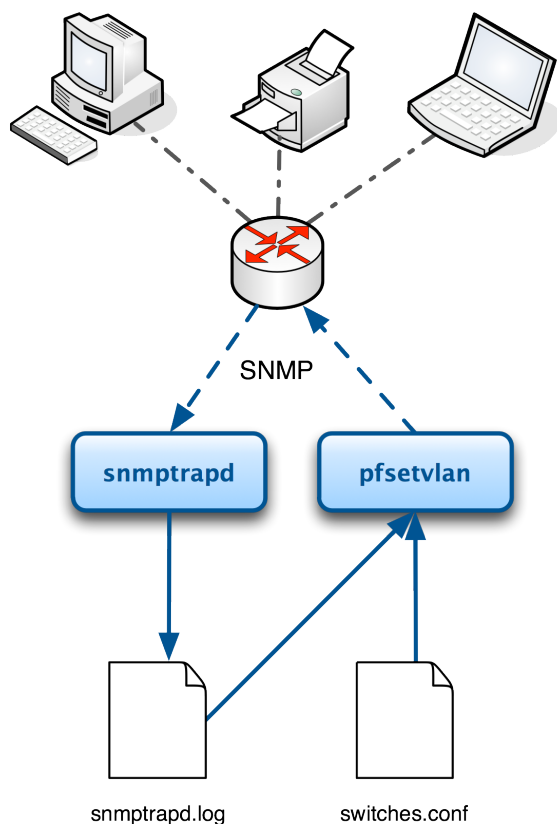 SNMP
snmptrapd
pfsetvlan
snmptrapd.log
switches.conf